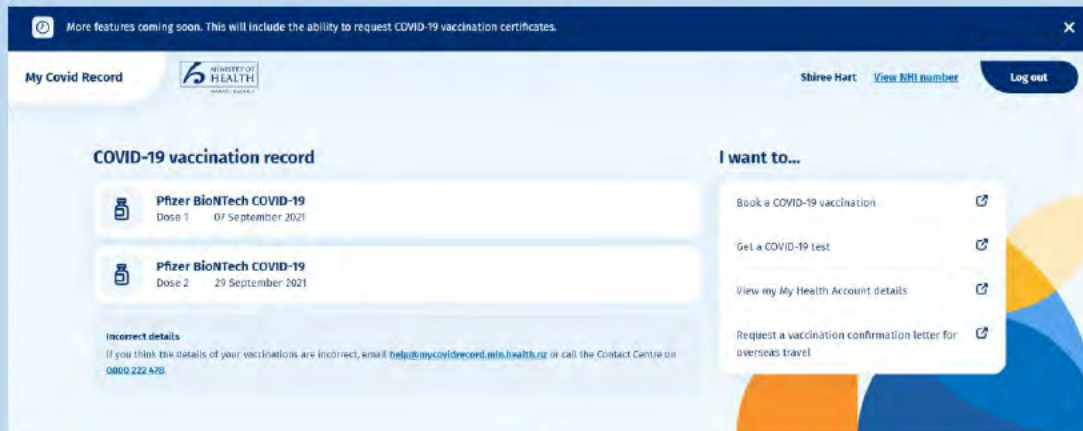 More features coming soon. This will include the ability to request COVID-19 vaccination certificates.
My Covid Record
MINISTRY OF
HEALTH
Shiree Hart View NHI number
Log out
COVID-19 vaccination record
Pfizer BioNTech COVID-19
Dose 1 07 September 2021
Pfizer BioNTech COVID-19
Dose 2 29 September 2021
Incorrect details
If you think the details of your vaccinations are incorrect, email help@mycovidrecord.min.health.nz or call the Contact Centre on
0800 222 478.
I want to...
Book a COVID-19 vaccination
Get a COVID-19 test
View my My Health Account details
Request a vaccination confirmation letter for
overseas travel